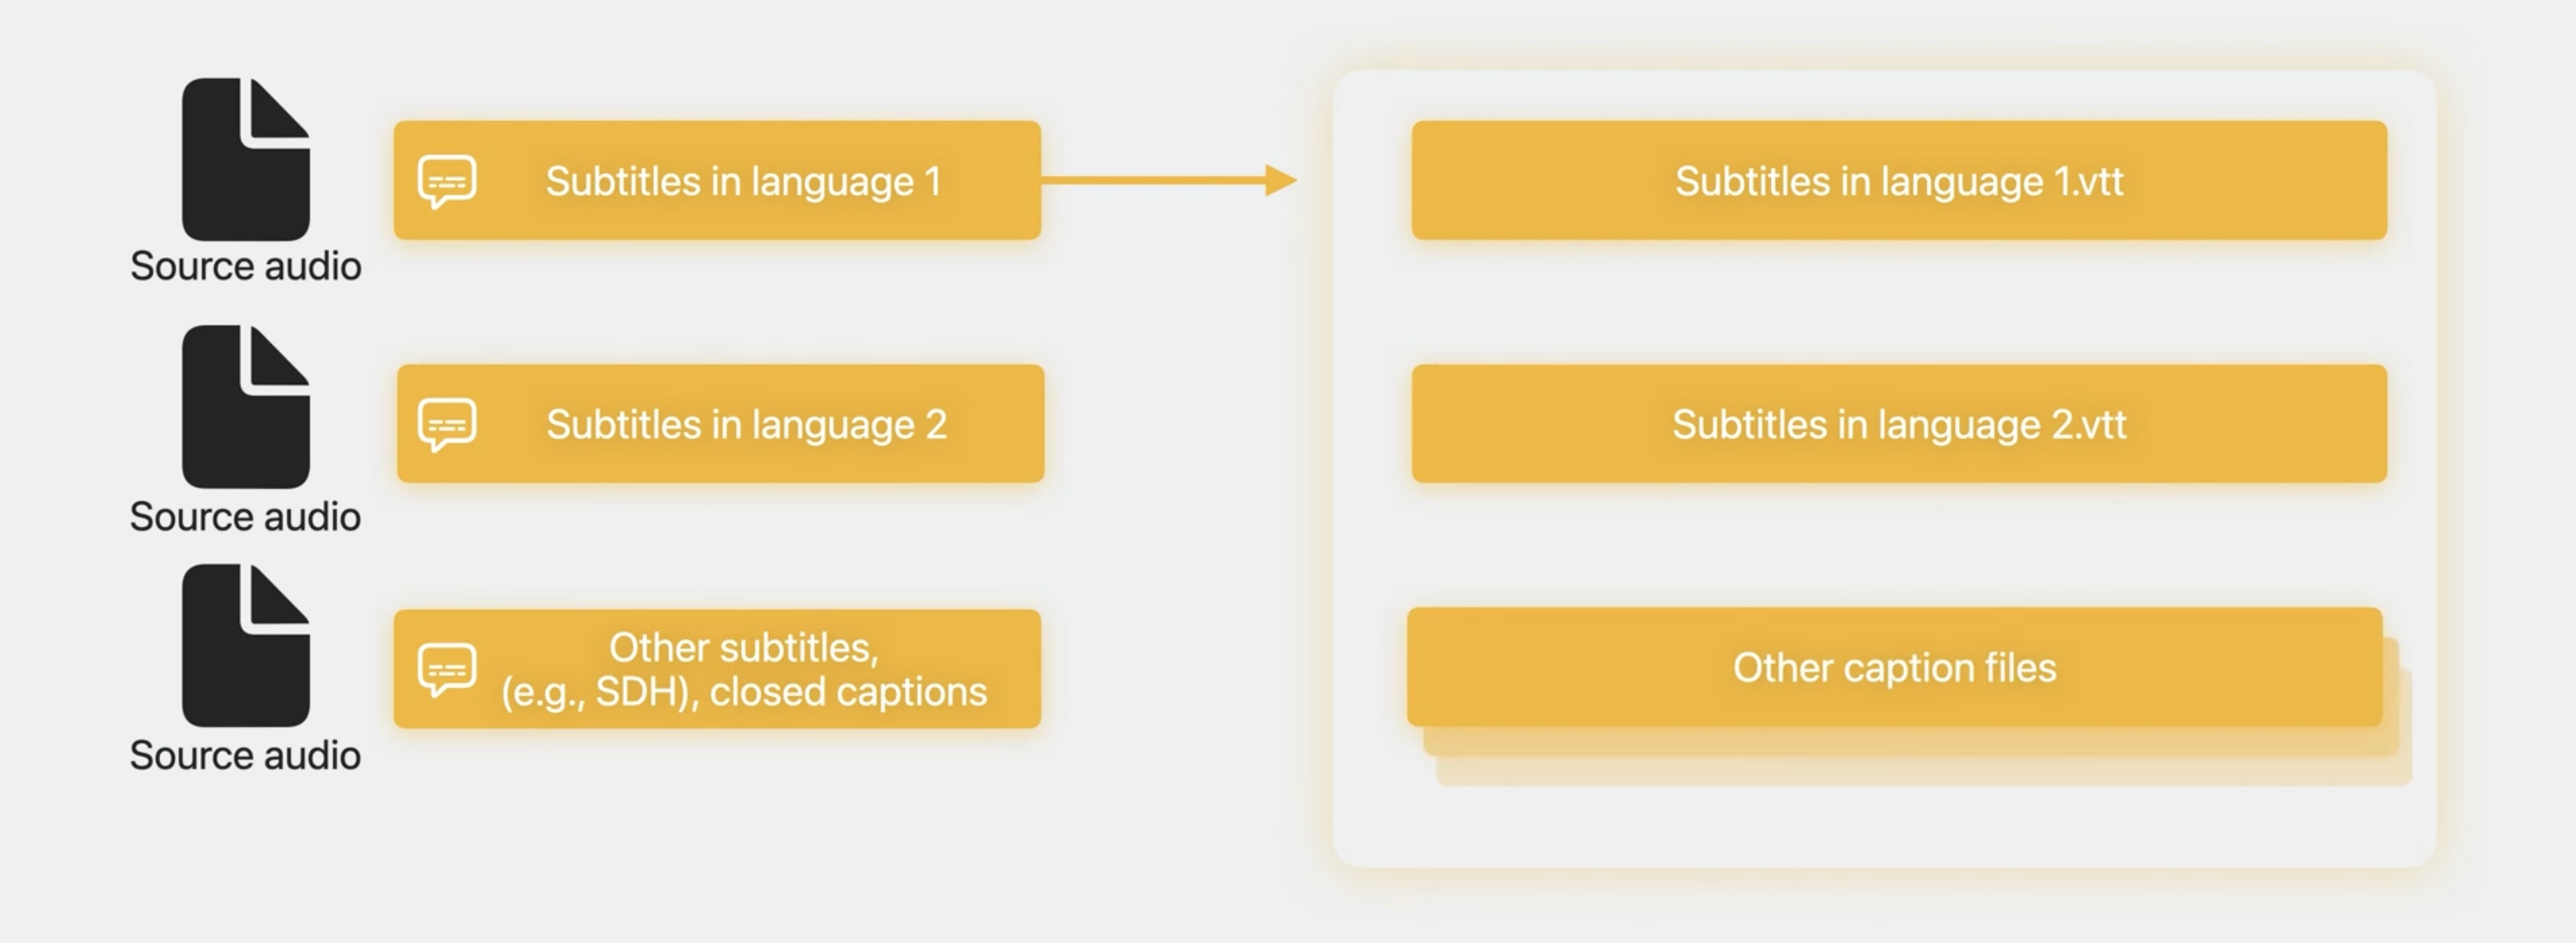 Subtitles in language 1
Subtitles in language 1.vtt
Source audio
Subtitles in language 2
Subtitles in language 2.vtt
Source audio
Other subtitles,
(e.g., SDH), closed captions
Other caption files
Source audio